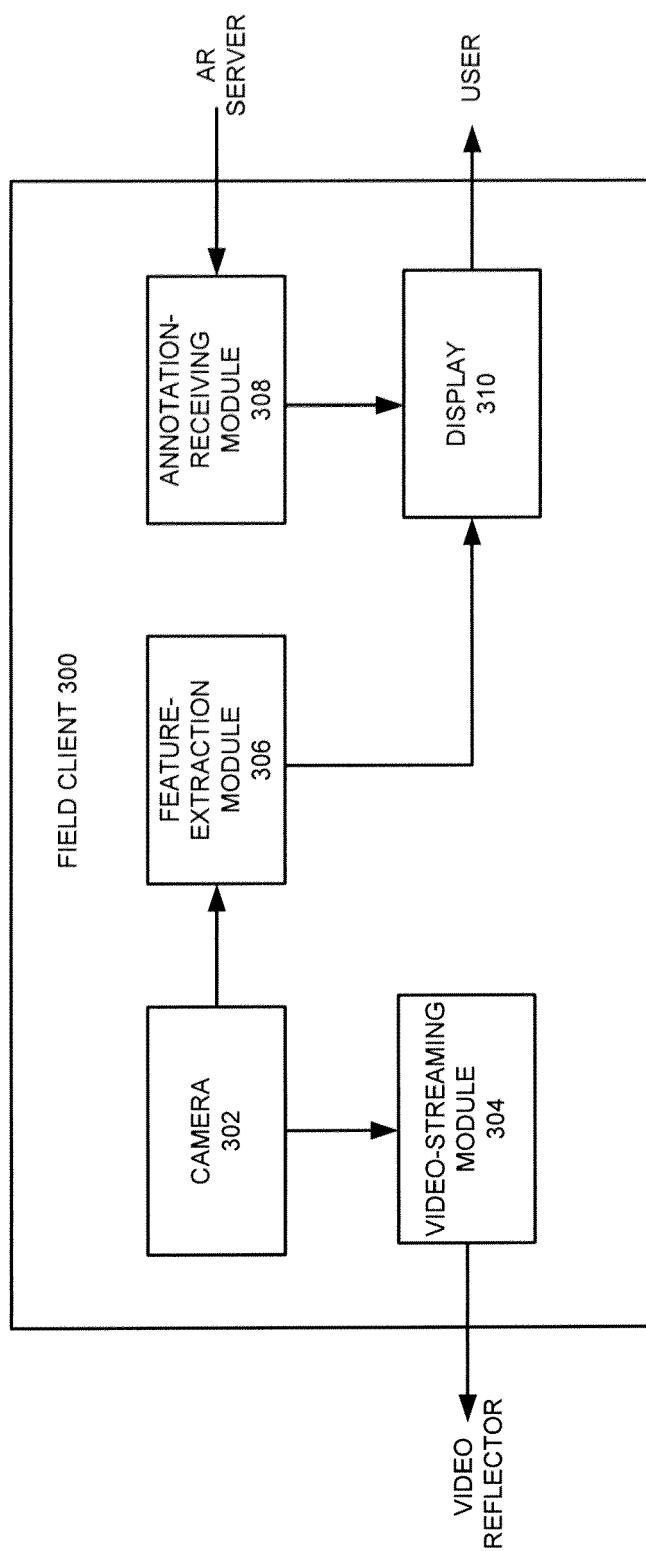 FIELD CLIENT 300
CAMERA
302
FEATURE-
EXTRACTION
MODULE
306
ANNOTATION-
RECEIVING
MODULE
308
AR
SERVER
VIDEO-STREAMING
MODULE
304
DISPLAY
310
USER
VIDEO
REFLECTOR